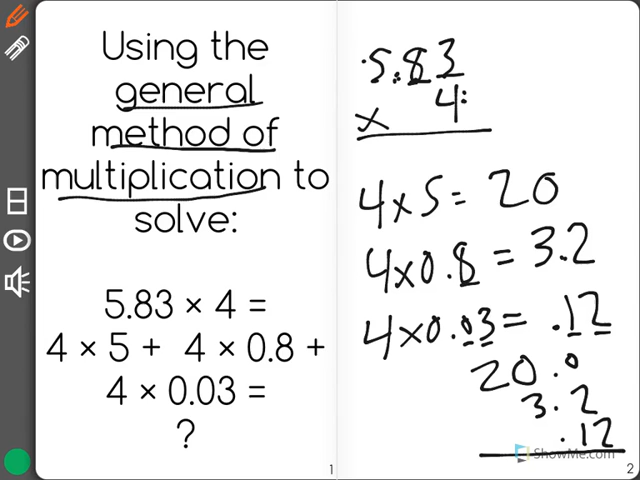 Using the
general
method of
multiplication to
solve:
5.83 × 4 =
4 × 5 + 4 × 0.8 +
4 × 0.03 =
?
1
5.83
× 4
4×5= 20
4×0.8 = 3.2
4×0.03= .12
20.0
3.2
.12
ShowMe.com
2